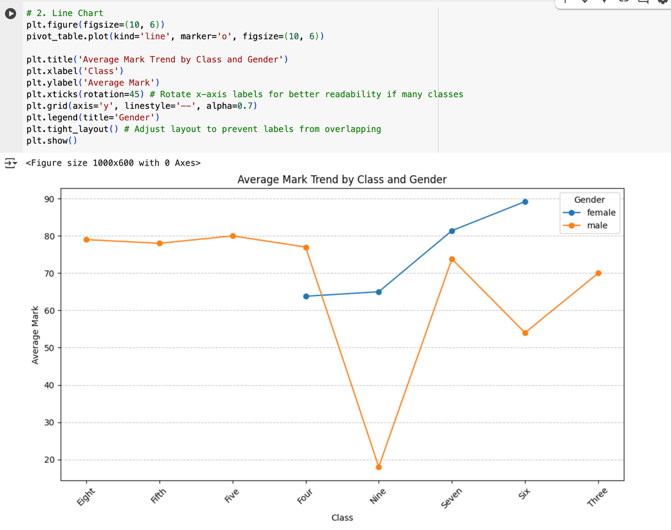 # 2. Line Chart
plt.figure(figsize=(10, 6))
pivot_table.plot(kind='line', marker='o', figsize=(10, 6))
plt.title('Average Mark Trend by Class and Gender')
plt.xlabel('Class')
plt.ylabel('Average Mark')
plt.xticks(rotation=45) # Rotate x-axis labels for better readability if many classes
plt.grid(axis='y', linestyle='--', alpha=0.7)
plt.legend(title='Gender')
plt.tight_layout() # Adjust layout to prevent labels from overlapping
plt.show()
<Figure size 1000x600 with 0 Axes>
Average Mark Trend by Class and Gender
Gender
female
male
90
80
70
60
50
40
30
20
Average Mark
Eight
Fifth
Five
Four
Nine
Seven
Six
Three
Class